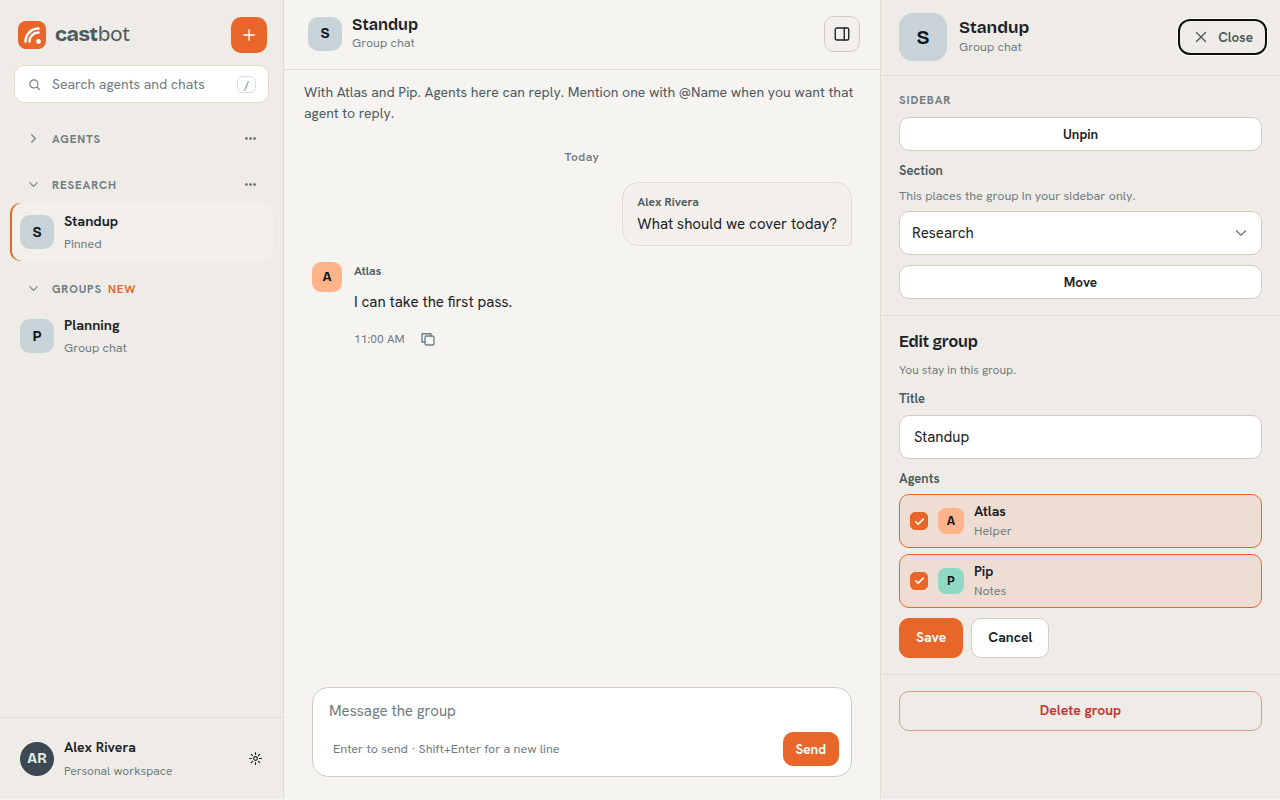 castbot
Search agents and chats
/
AGENTS
RESEARCH
S
Standup
Pinned
GROUPS NEW
P
Planning
Group chat
AR
Alex Rivera
Personal workspace
S
Standup
Group chat
With Atlas and Pip. Agents here can reply. Mention one with @Name when you want that
agent to reply.
Today
Alex Rivera
What should we cover today?
A
Atlas
I can take the first pass.
11:00 AM
Message the group
Enter to send · Shift+Enter for a new line
Send
S
Standup
Group chat
Close
SIDEBAR
Unpin
Section
This places the group in your sidebar only.
Research
Move
Edit group
You stay in this group.
Title
Standup
Agents
A
Atlas
Helper
P
Pip
Notes
Save
Cancel
Delete group